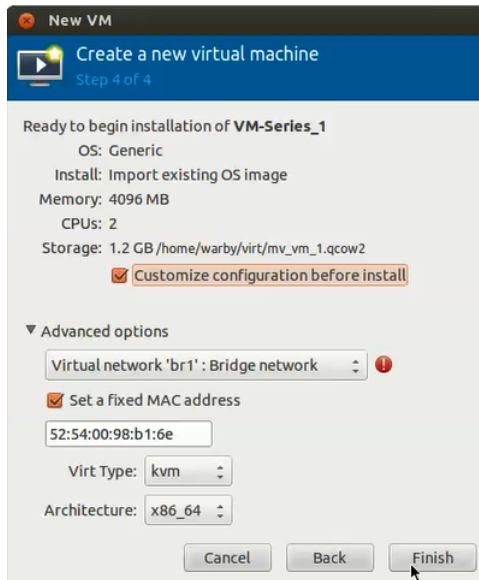 New VM
Create a new virtual machine
Step 4 of 4
Ready to begin installation of VM-Series_1
OS: Generic
Install: Import existing OS image
Memory: 4096 MB
CPUs: 2
Storage: 1.2 GB /home/warby/virt/mv_vm_1.qcow2
Customize configuration before install
Advanced options
Virtual network 'br1' : Bridge network
Set a fixed MAC address
52:54:00:98:b1:6e
Virt Type: kvm
Architecture: x86_64
Cancel Back Finish